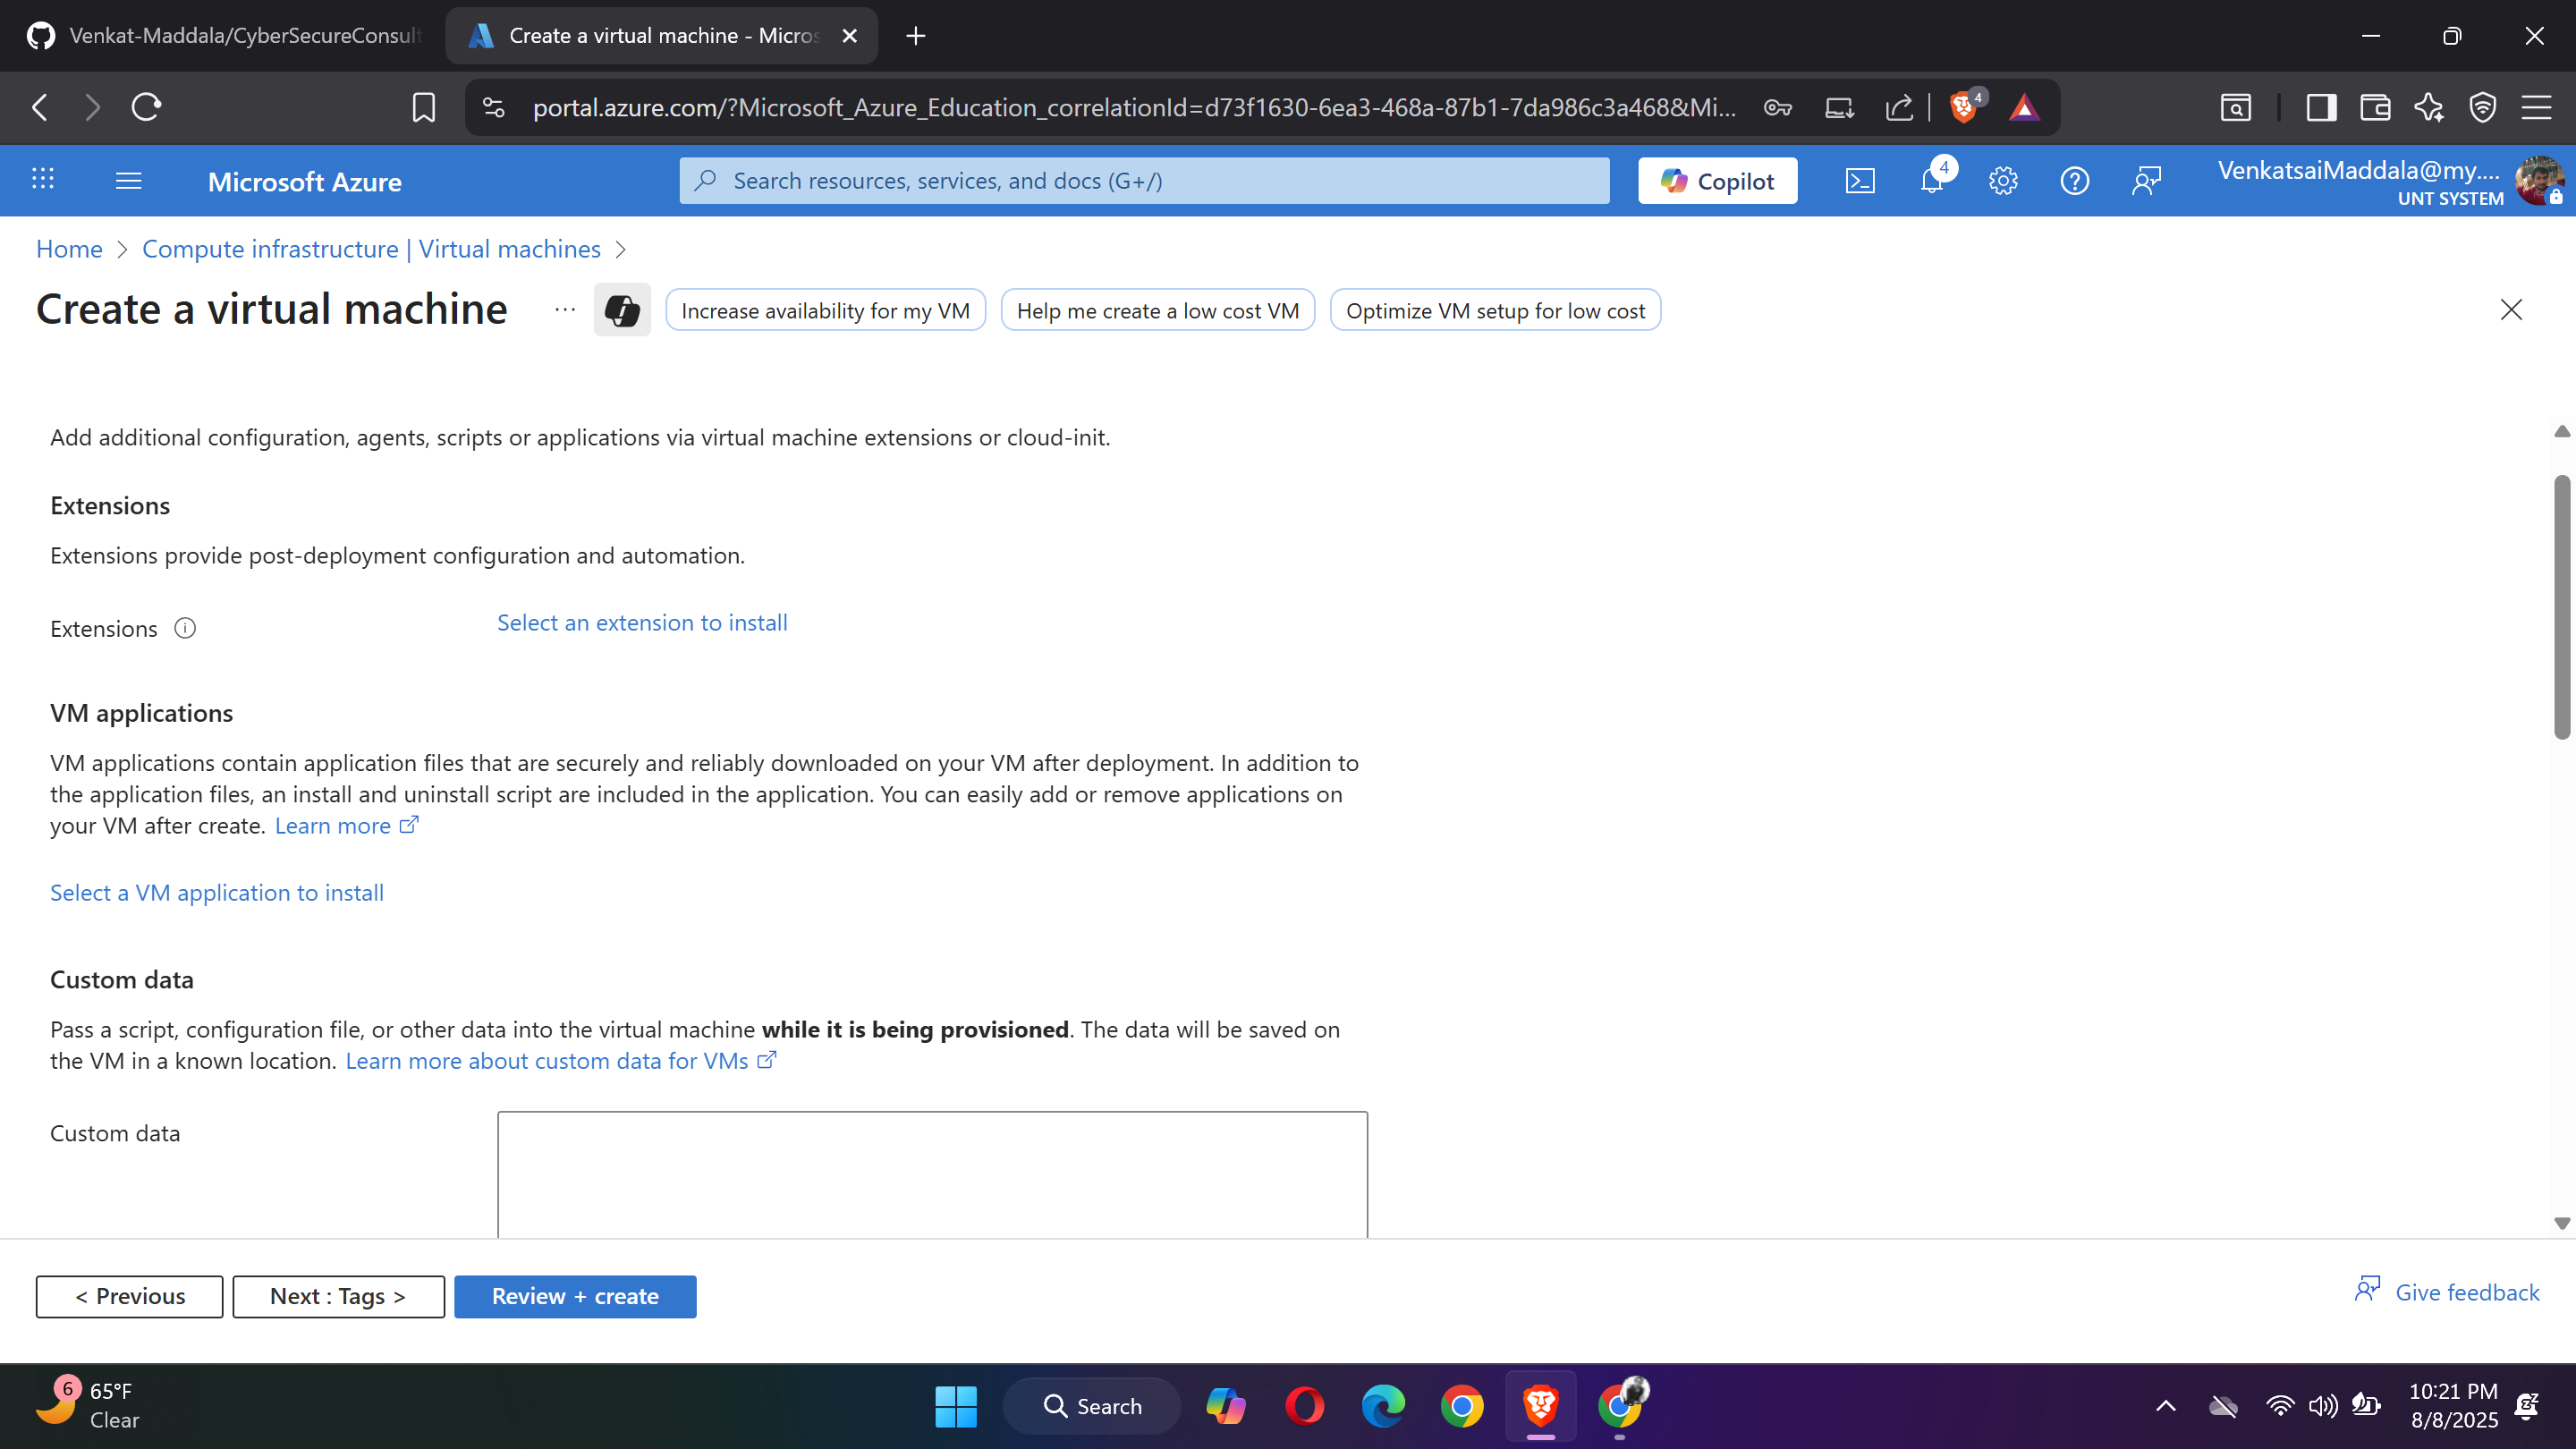 Venkat-Maddala/CyberSecureConsult
Create a virtual machine - Micros
portal.azure.com/?Microsoft_Azure_Education_correlationId=d73f1630-6ea3-468a-87b1-7da986c3a468&Mi...
4
Microsoft Azure
Search resources, services, and docs (G+/)
Copilot
4
VenkatsaiMaddala@my....
UNT SYSTEM
Home > Compute infrastructure | Virtual machines >
Create a virtual machine
...
Increase availability for my VM
Help me create a low cost VM
Optimize VM setup for low cost
Add additional configuration, agents, scripts or applications via virtual machine extensions or cloud-init.
Extensions
Extensions provide post-deployment configuration and automation.
Extensions
Select an extension to install
VM applications
VM applications contain application files that are securely and reliably downloaded on your VM after deployment. In addition to
the application files, an install and uninstall script are included in the application. You can easily add or remove applications on
your VM after create. Learn more
Select a VM application to install
Custom data
Pass a script, configuration file, or other data into the virtual machine while it is being provisioned. The data will be saved on
the VM in a known location. Learn more about custom data for VMs
Custom data
< Previous
Next : Tags >
Review + create
Give feedback
6
65°F
Clear
Search
10:21 PM
8/8/2025